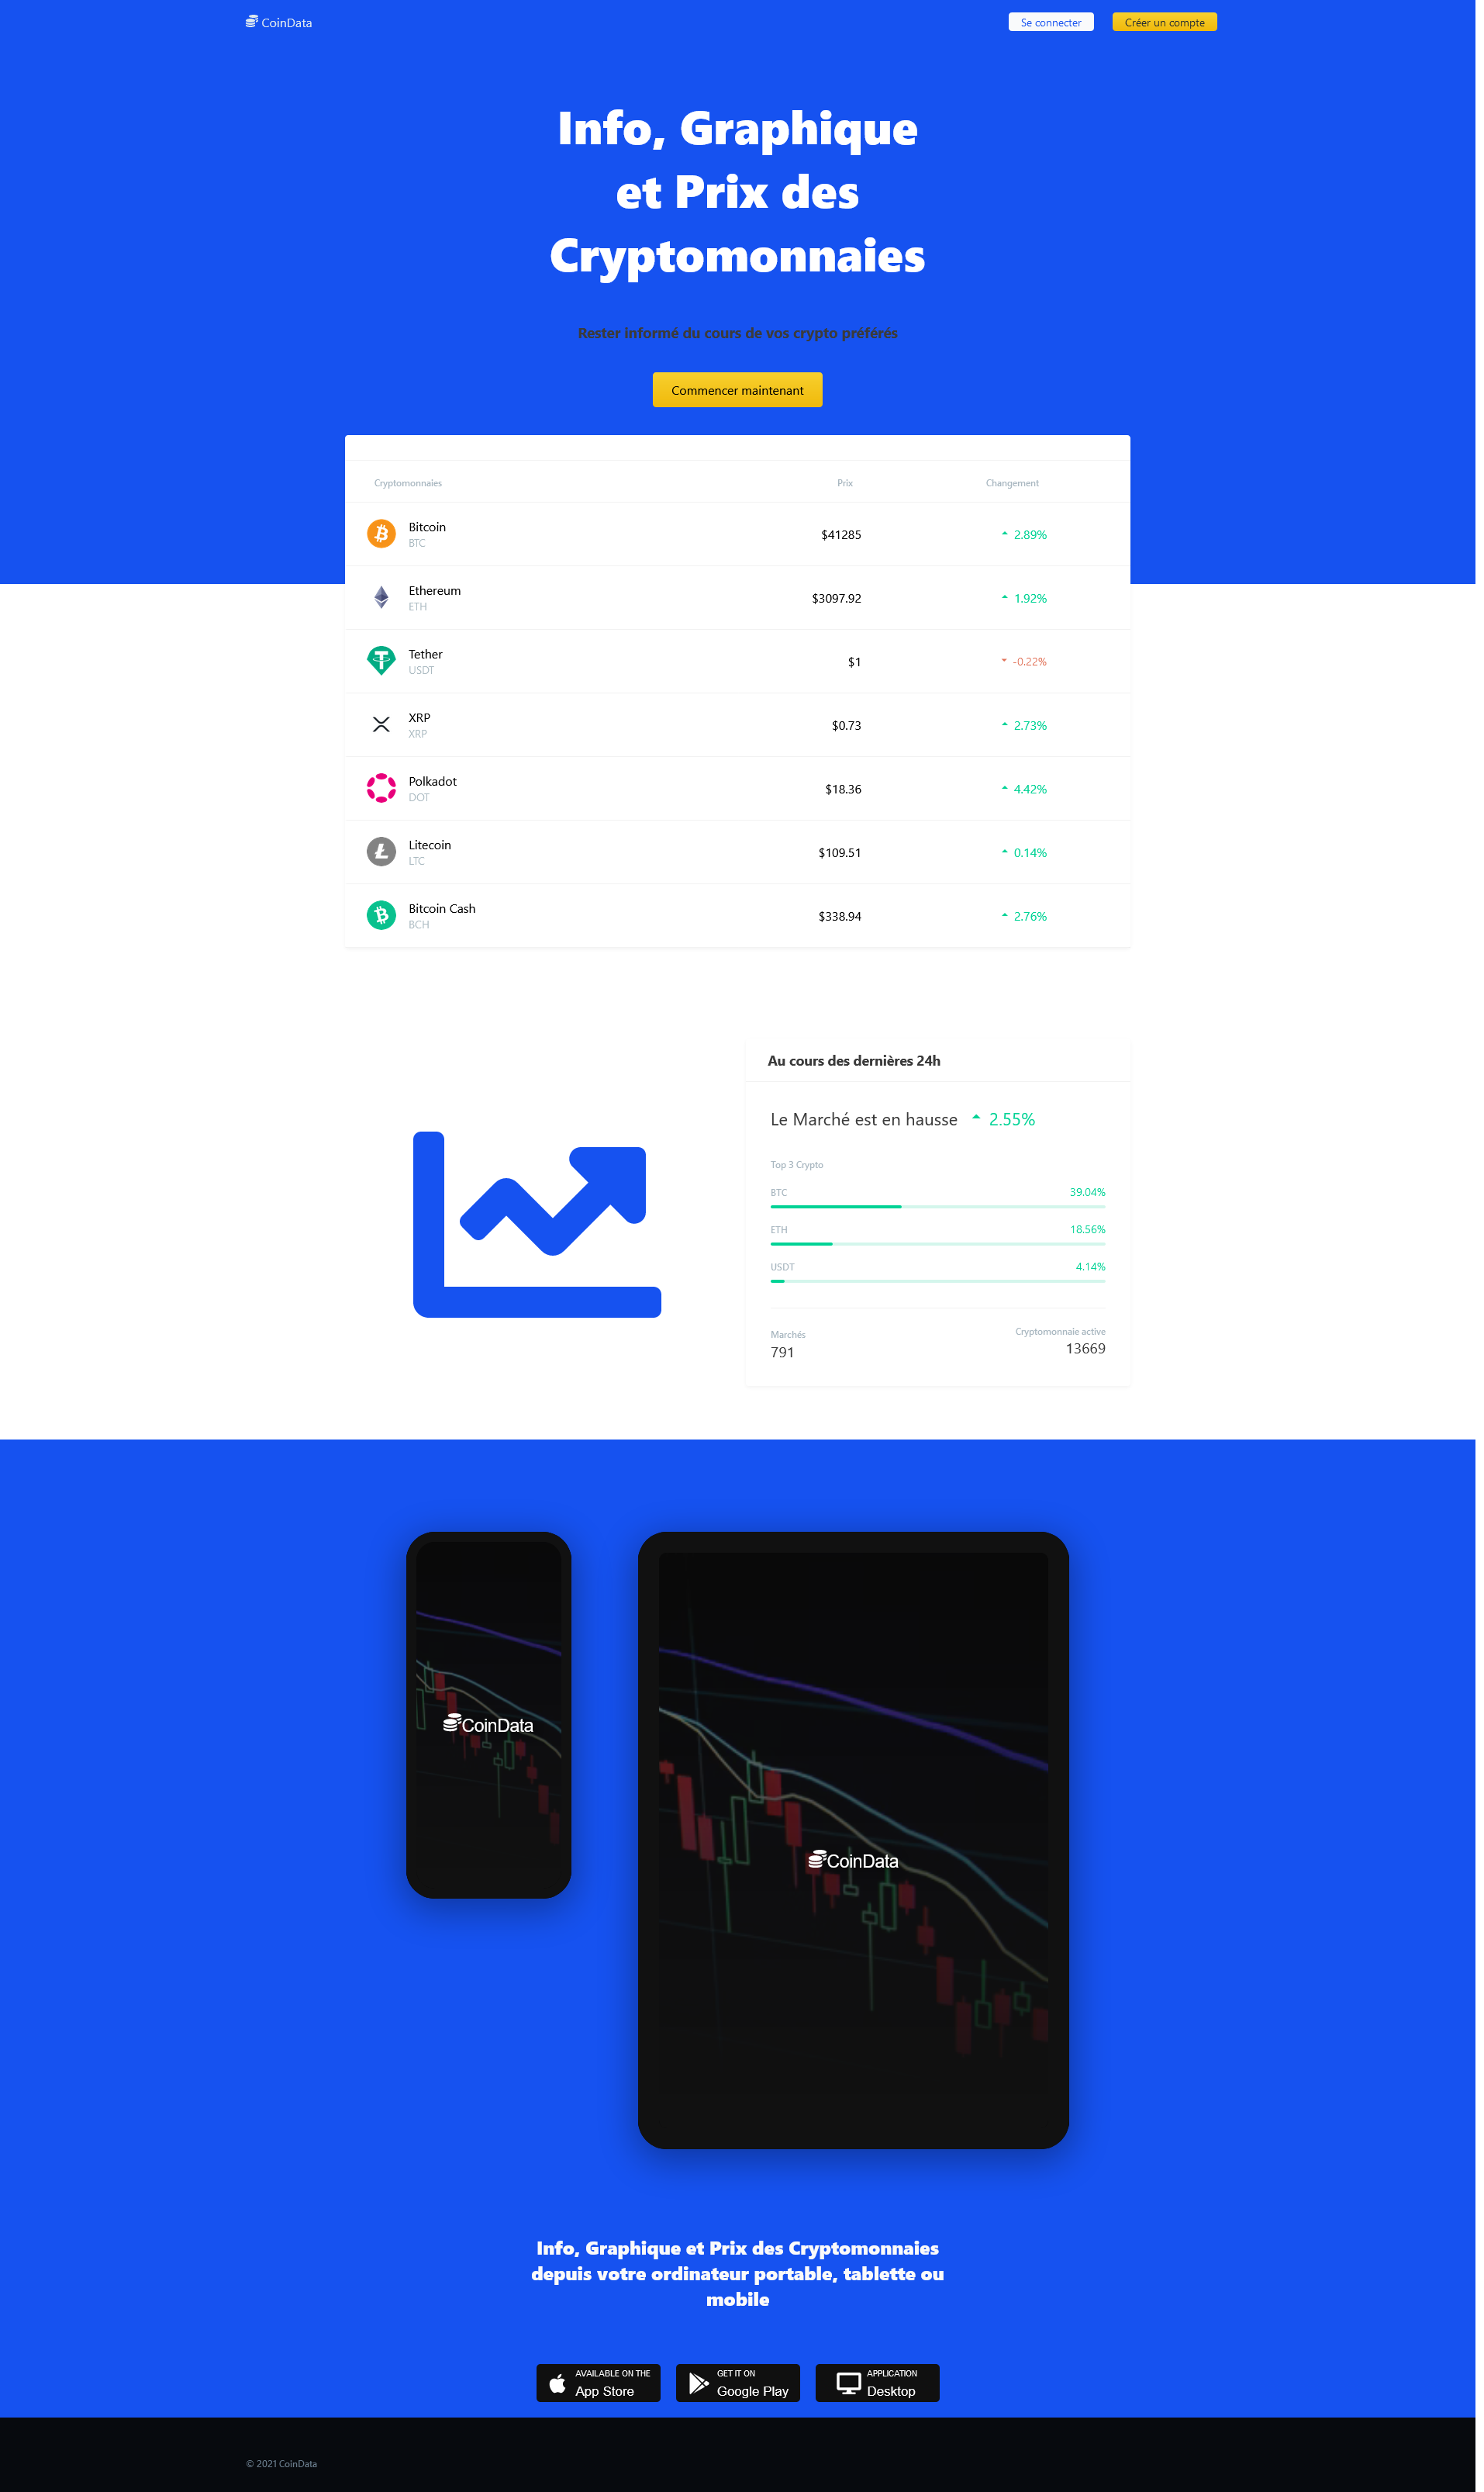 CoinData
Se connecter
Créer un compte
Info, Graphique
et Prix des
Cryptomonnaies
Rester informé du cours de vos crypto préférés
Commencer maintenant
Cryptomonnaies Prix Changement
Bitcoin
BTC
$41285
2.89%
Ethereum
ETH
$3097.92
1.92%
Tether
USDT
$1
-0.22%
XRP
XRP
$0.73
2.73%
Polkadot
DOT
$18.36
4.42%
Litecoin
LTC
$109.51
0.14%
Bitcoin Cash
BCH
$338.94
2.76%
Au cours des dernières 24h
Le Marché est en hausse 2.55%
Top 3 Crypto
BTC 39.04%
ETH 18.56%
USDT 4.14%
Marchés
791
Cryptomonnaie active
13669
CoinData
CoinData
Info, Graphique et Prix des Cryptomonnaies
depuis votre ordinateur portable, tablette ou
mobile
AVAILABLE ON THE
App Store
GET IT ON
Google Play
APPLICATION
Desktop
© 2021 CoinData